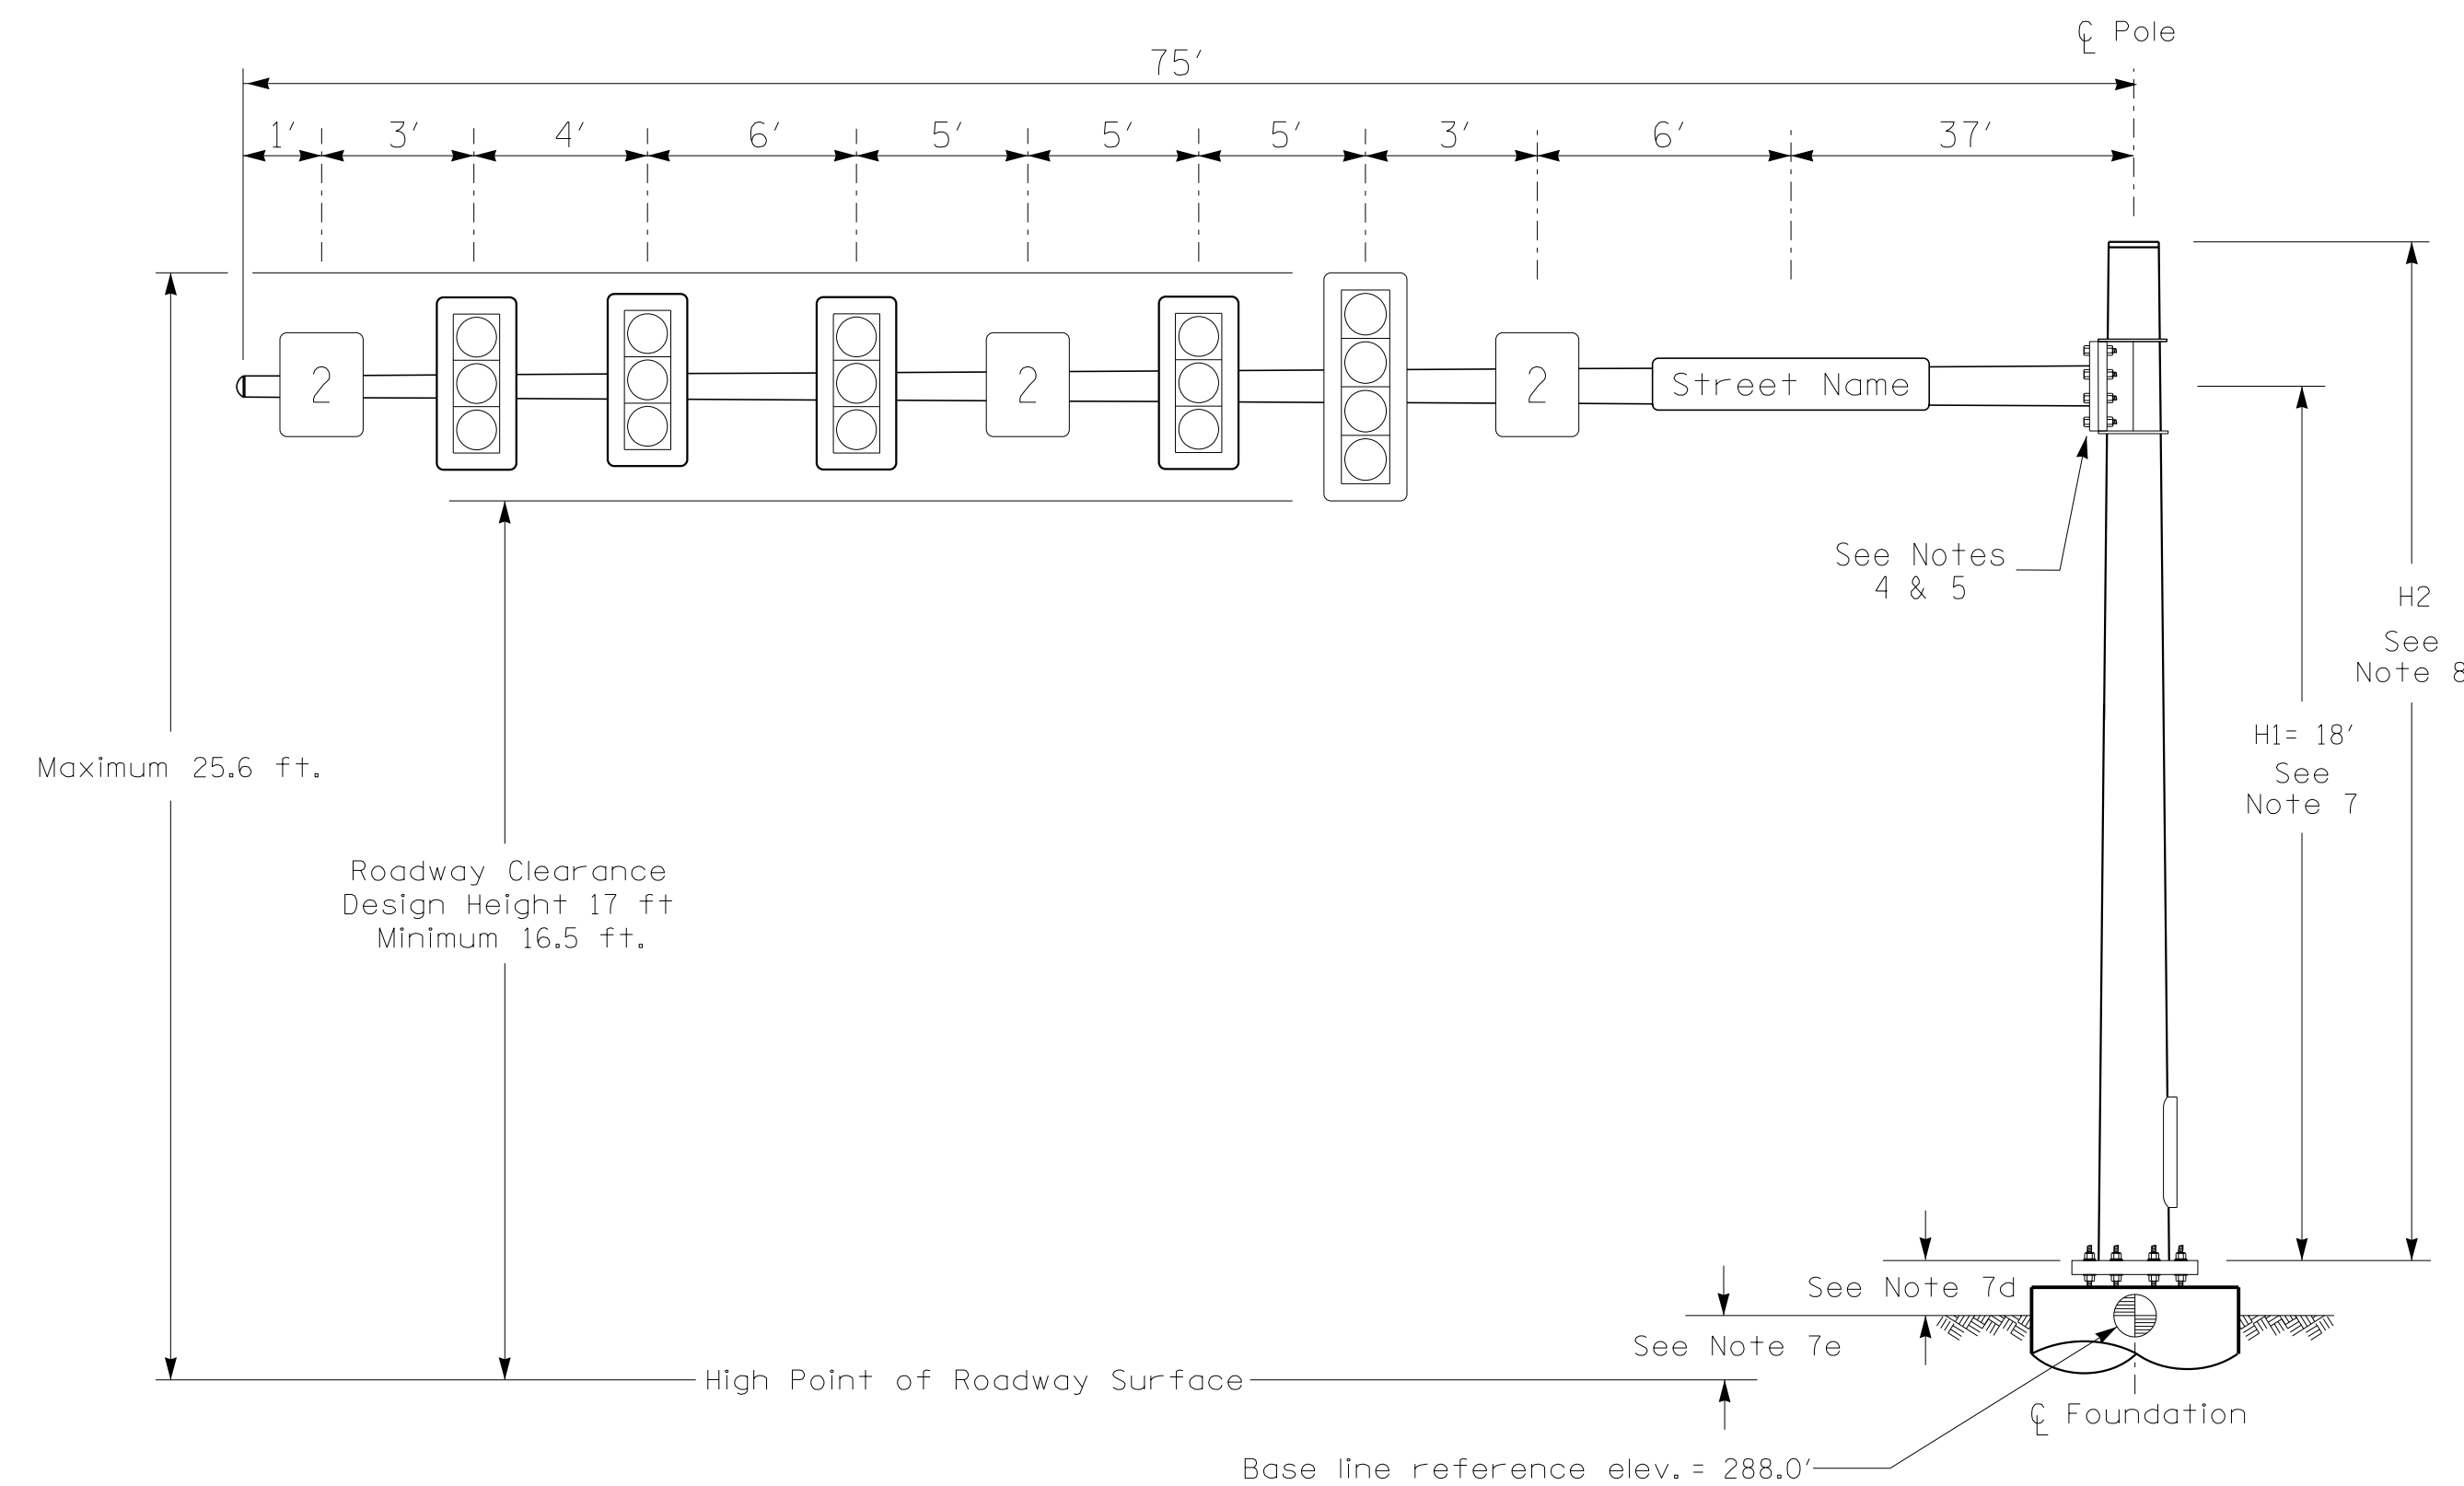 ℄ Pole
75'
1' 3' 4' 6' 5' 5' 5' 3' 6' 37'
2
2
2
Street Name
See Notes
4 & 5
H2
See
Note 8
H1= 18'
See
Note 7
Maximum 25.6 ft.
Roadway Clearance
Design Height 17 ft
Minimum 16.5 ft.
See Note 7d
See Note 7e
High Point of Roadway Surface
℄ Foundation
Base line reference elev.= 288.0'